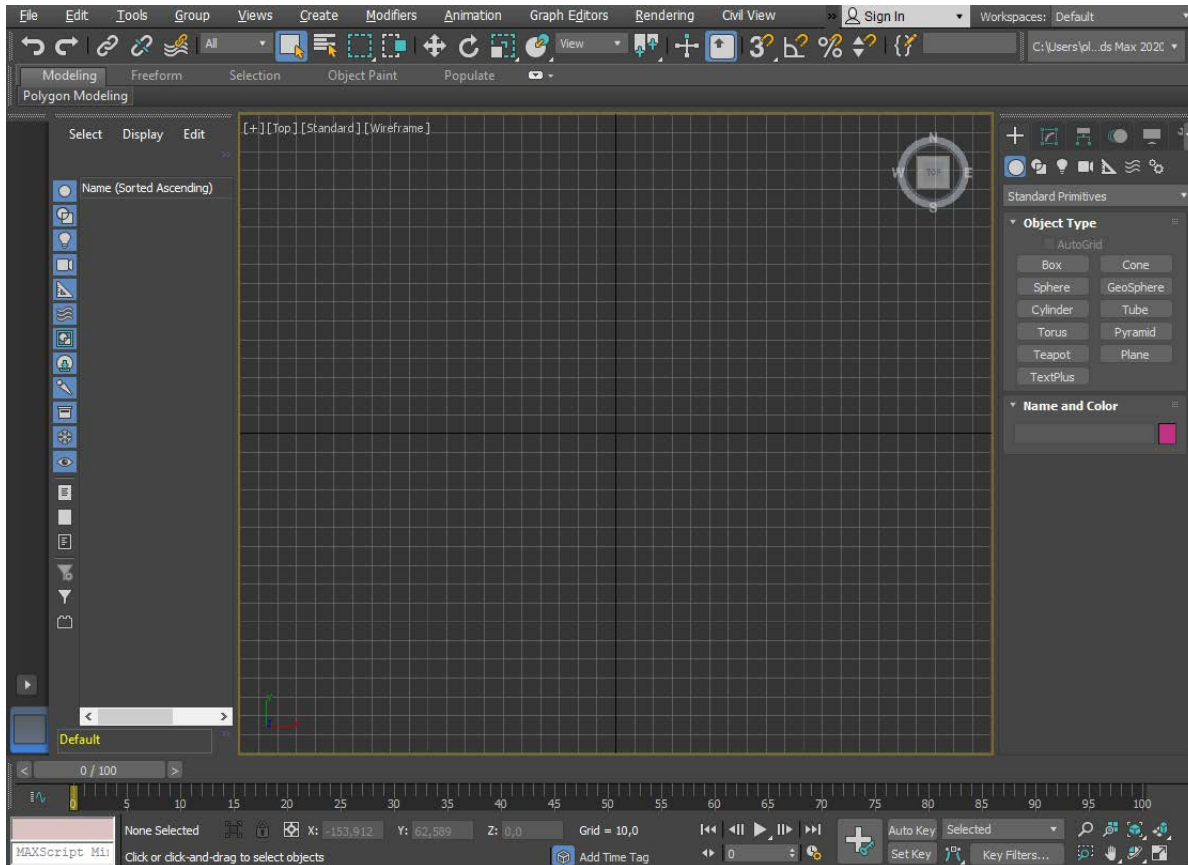 File Edit Tools Group Views Create Modifiers Animation Graph Editors Rendering Civil View » Sign In Workspaces: Default
All View 3 C:\Users\ol...ds Max 2020
Modeling Freeform Selection Object Paint Populate
Polygon Modeling
Select Display Edit
Name (Sorted Ascending)
Default
[+] [Top] [Standard] [Wireframe]
N
W TOP E
S
y
z x
Standard Primitives
Object Type
AutoGrid
Box Cone
Sphere GeoSphere
Cylinder Tube
Torus Pyramid
Teapot Plane
TextPlus
Name and Color
< 0 / 100 >
0 5 10 15 20 25 30 35 40 45 50 55 60 65 70 75 80 85 90 95 100
None Selected X: -153,912 Y: 62,589 Z: 0,0 Grid = 10,0 Auto Key Selected
MAXScript Mi Click or click-and-drag to select objects Add Time Tag 0 Set Key Key Filters...